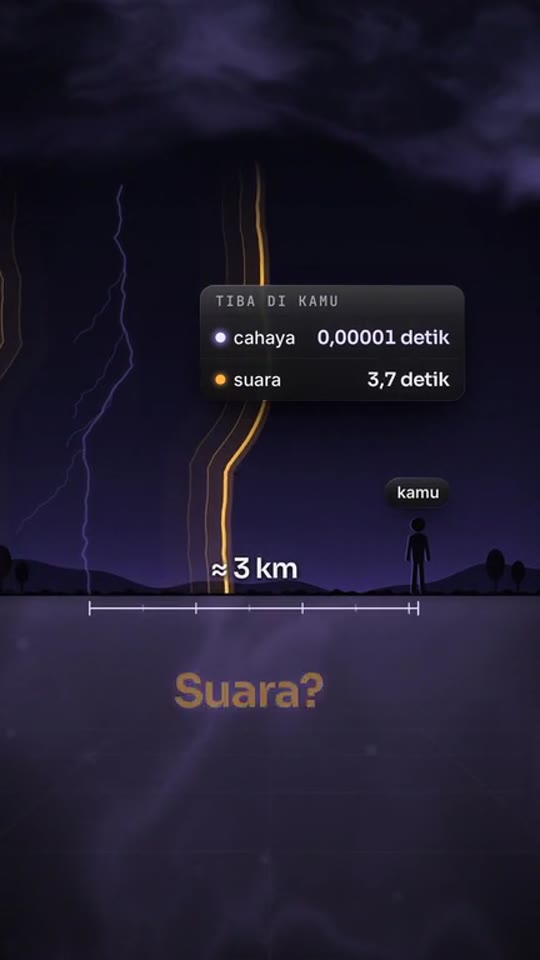 TIBA DI KAMU
cahaya 0,00001 detik
suara 3,7 detik
kamu
≈ 3 km
Suara?